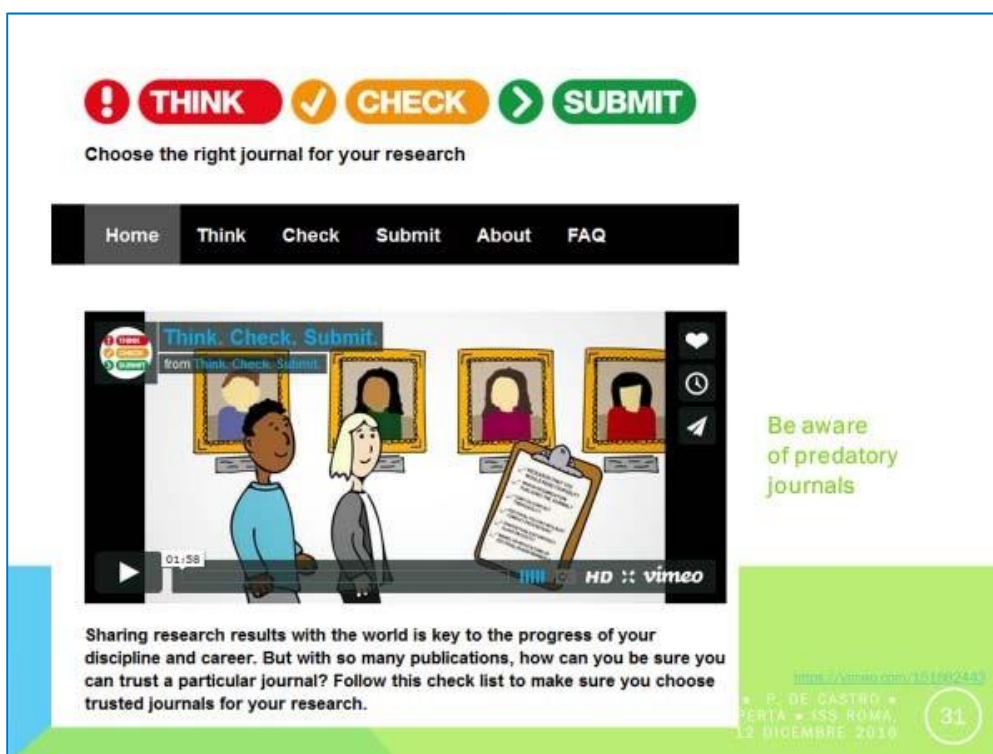 ! THINK ✓ CHECK > SUBMIT
Choose the right journal for your research
Home Think Check Submit About FAQ
Think. Check. Submit.
from Think. Check. Submit.
01:58
HD vimeo
Be aware
of predatory
journals
Sharing research results with the world is key to the progress of your
discipline and career. But with so many publications, how can you be sure you
can trust a particular journal? Follow this check list to make sure you choose
trusted journals for your research.
P. DE CASTRO
ISS ROMA,
12 DICEMBRE 2016
31